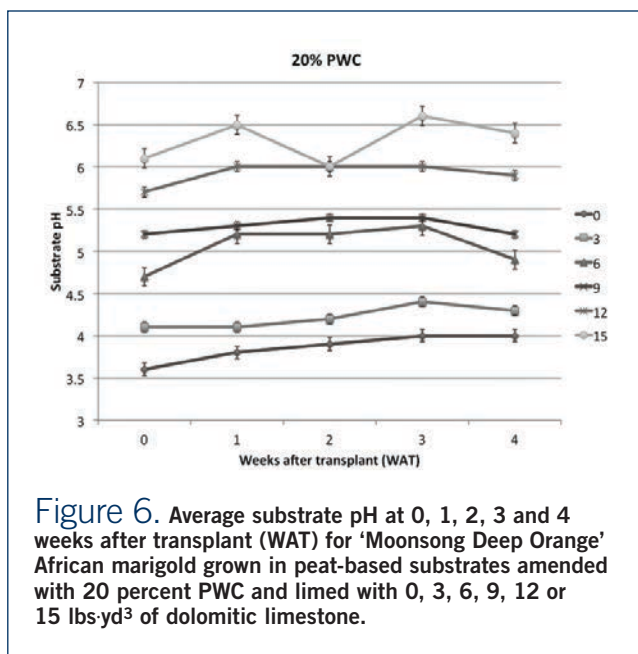 20% PWC
7
6.5
6
5.5
5
4.5
4
3.5
3
Substrate pH
0 1 2 3 4
Weeks after transplant (WAT)
0
3
6
9
12
15
Figure 6. Average substrate pH at 0, 1, 2, 3 and 4
weeks after transplant (WAT) for ‘Moonsong Deep Orange’
African marigold grown in peat-based substrates amended
with 20 percent PWC and limed with 0, 3, 6, 9, 12 or
15 lbs·yd³ of dolomitic limestone.